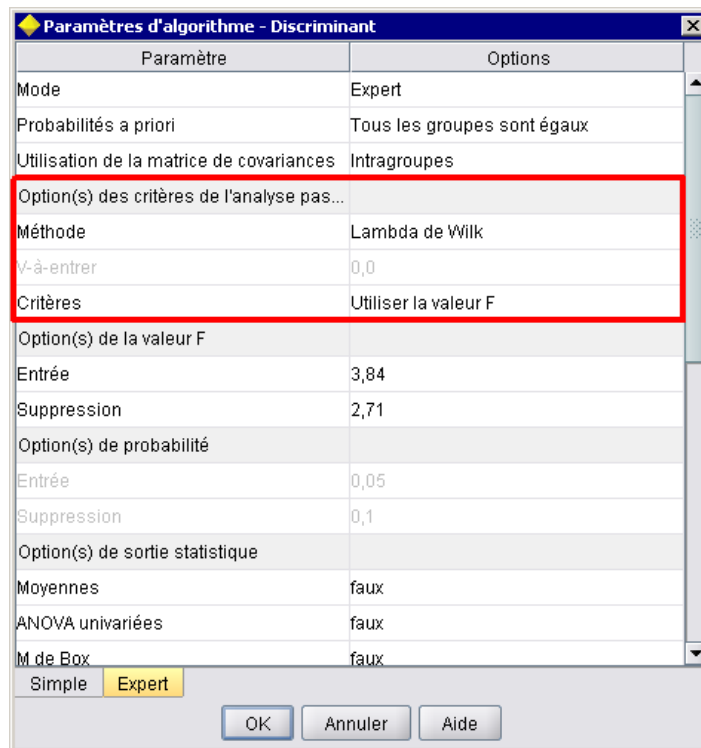 Paramètres d'algorithme - Discriminant
Paramètre Options
Mode Expert
Probabilités a priori Tous les groupes sont égaux
Utilisation de la matrice de covariances Intragroupes
Option(s) des critères de l'analyse pas...
Méthode Lambda de Wilk
V-à-entrer 0,0
Critères Utiliser la valeur F
Option(s) de la valeur F
Entrée 3,84
Suppression 2,71
Option(s) de probabilité
Entrée 0,05
Suppression 0,1
Option(s) de sortie statistique
Moyennes faux
ANOVA univariées faux
M de Box faux
Simple Expert
OK Annuler Aide